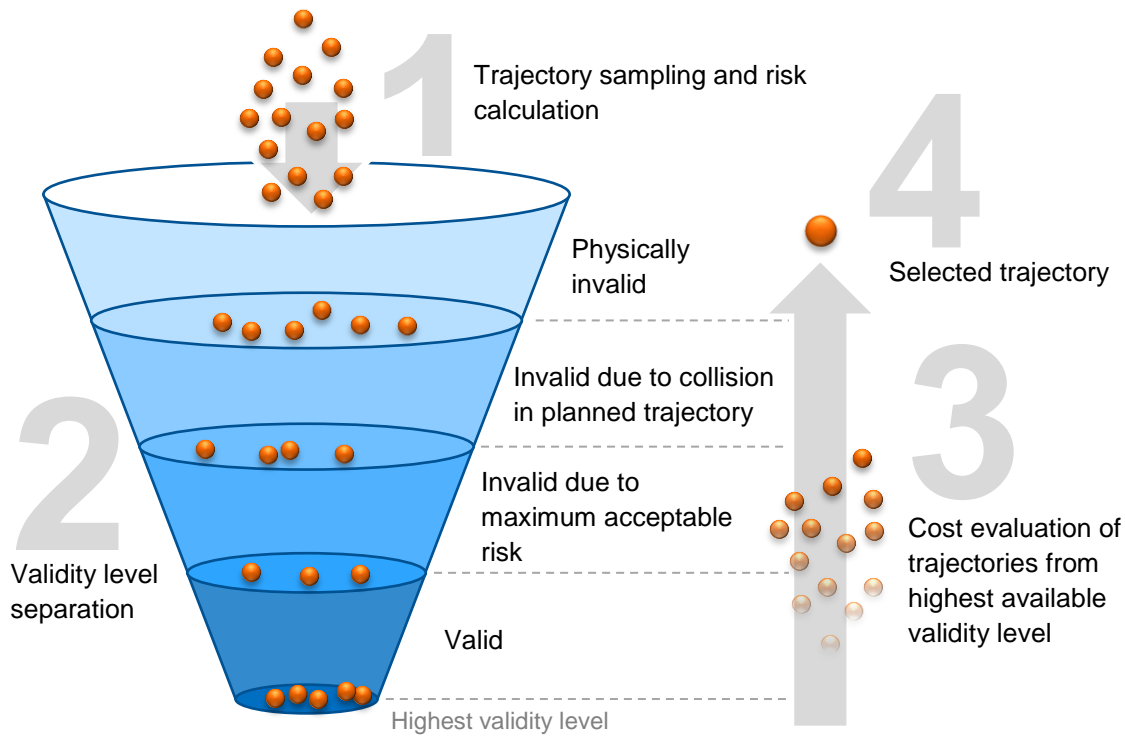 1
Trajectory sampling and risk
calculation
2
Validity level
separation
Physically
invalid
Invalid due to collision
in planned trajectory
Invalid due to
maximum acceptable
risk
Valid
Highest validity level
3
Cost evaluation of
trajectories from
highest available
validity level
4
Selected trajectory